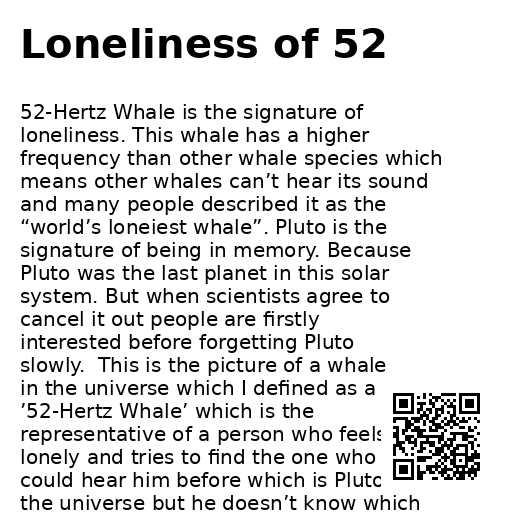 Loneliness of 52
52-Hertz Whale is the signature of
loneliness. This whale has a higher
frequency than other whale species which
means other whales can’t hear its sound
and many people described it as the
“world’s loneiest whale”. Pluto is the
signature of being in memory. Because
Pluto was the last planet in this solar
system. But when scientists agree to
cancel it out people are firstly
interested before forgetting Pluto
slowly.  This is the picture of a whale
in the universe which I defined as a
’52-Hertz Whale’ which is the
representative of a person who feels
lonely and tries to find the one who
could hear him before which is Pluto
the universe but he doesn’t know which